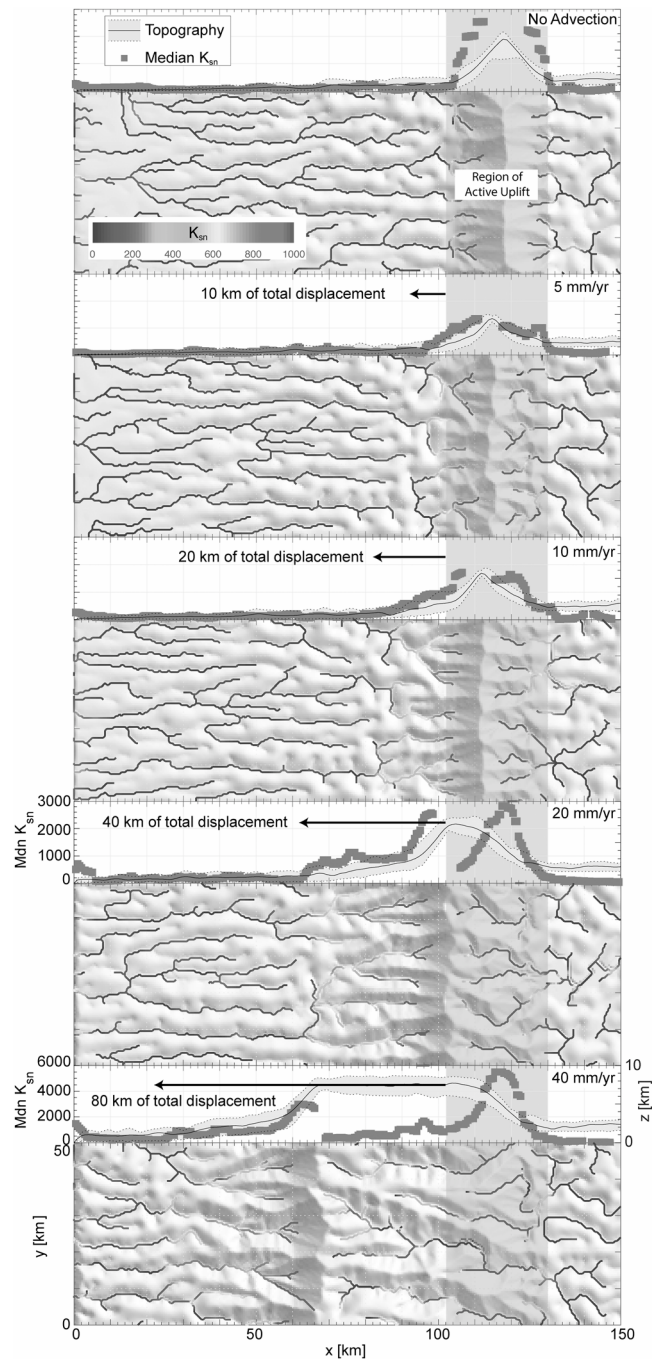 No Advection
Topography
Median Ksn
Region of
Active Uplift
Ksn
0 200 400 600 800 1000
5 mm/yr
10 km of total displacement
10 mm/yr
20 km of total displacement
3000
20 mm/yr
40 km of total displacement
2000
Mdn Ksn
1000
0
6000
10
40 mm/yr
4000
80 km of total displacement
Mdn Ksn
2000
z [km]
0
0
50
y [km]
0
0 50 100 150
x [km]